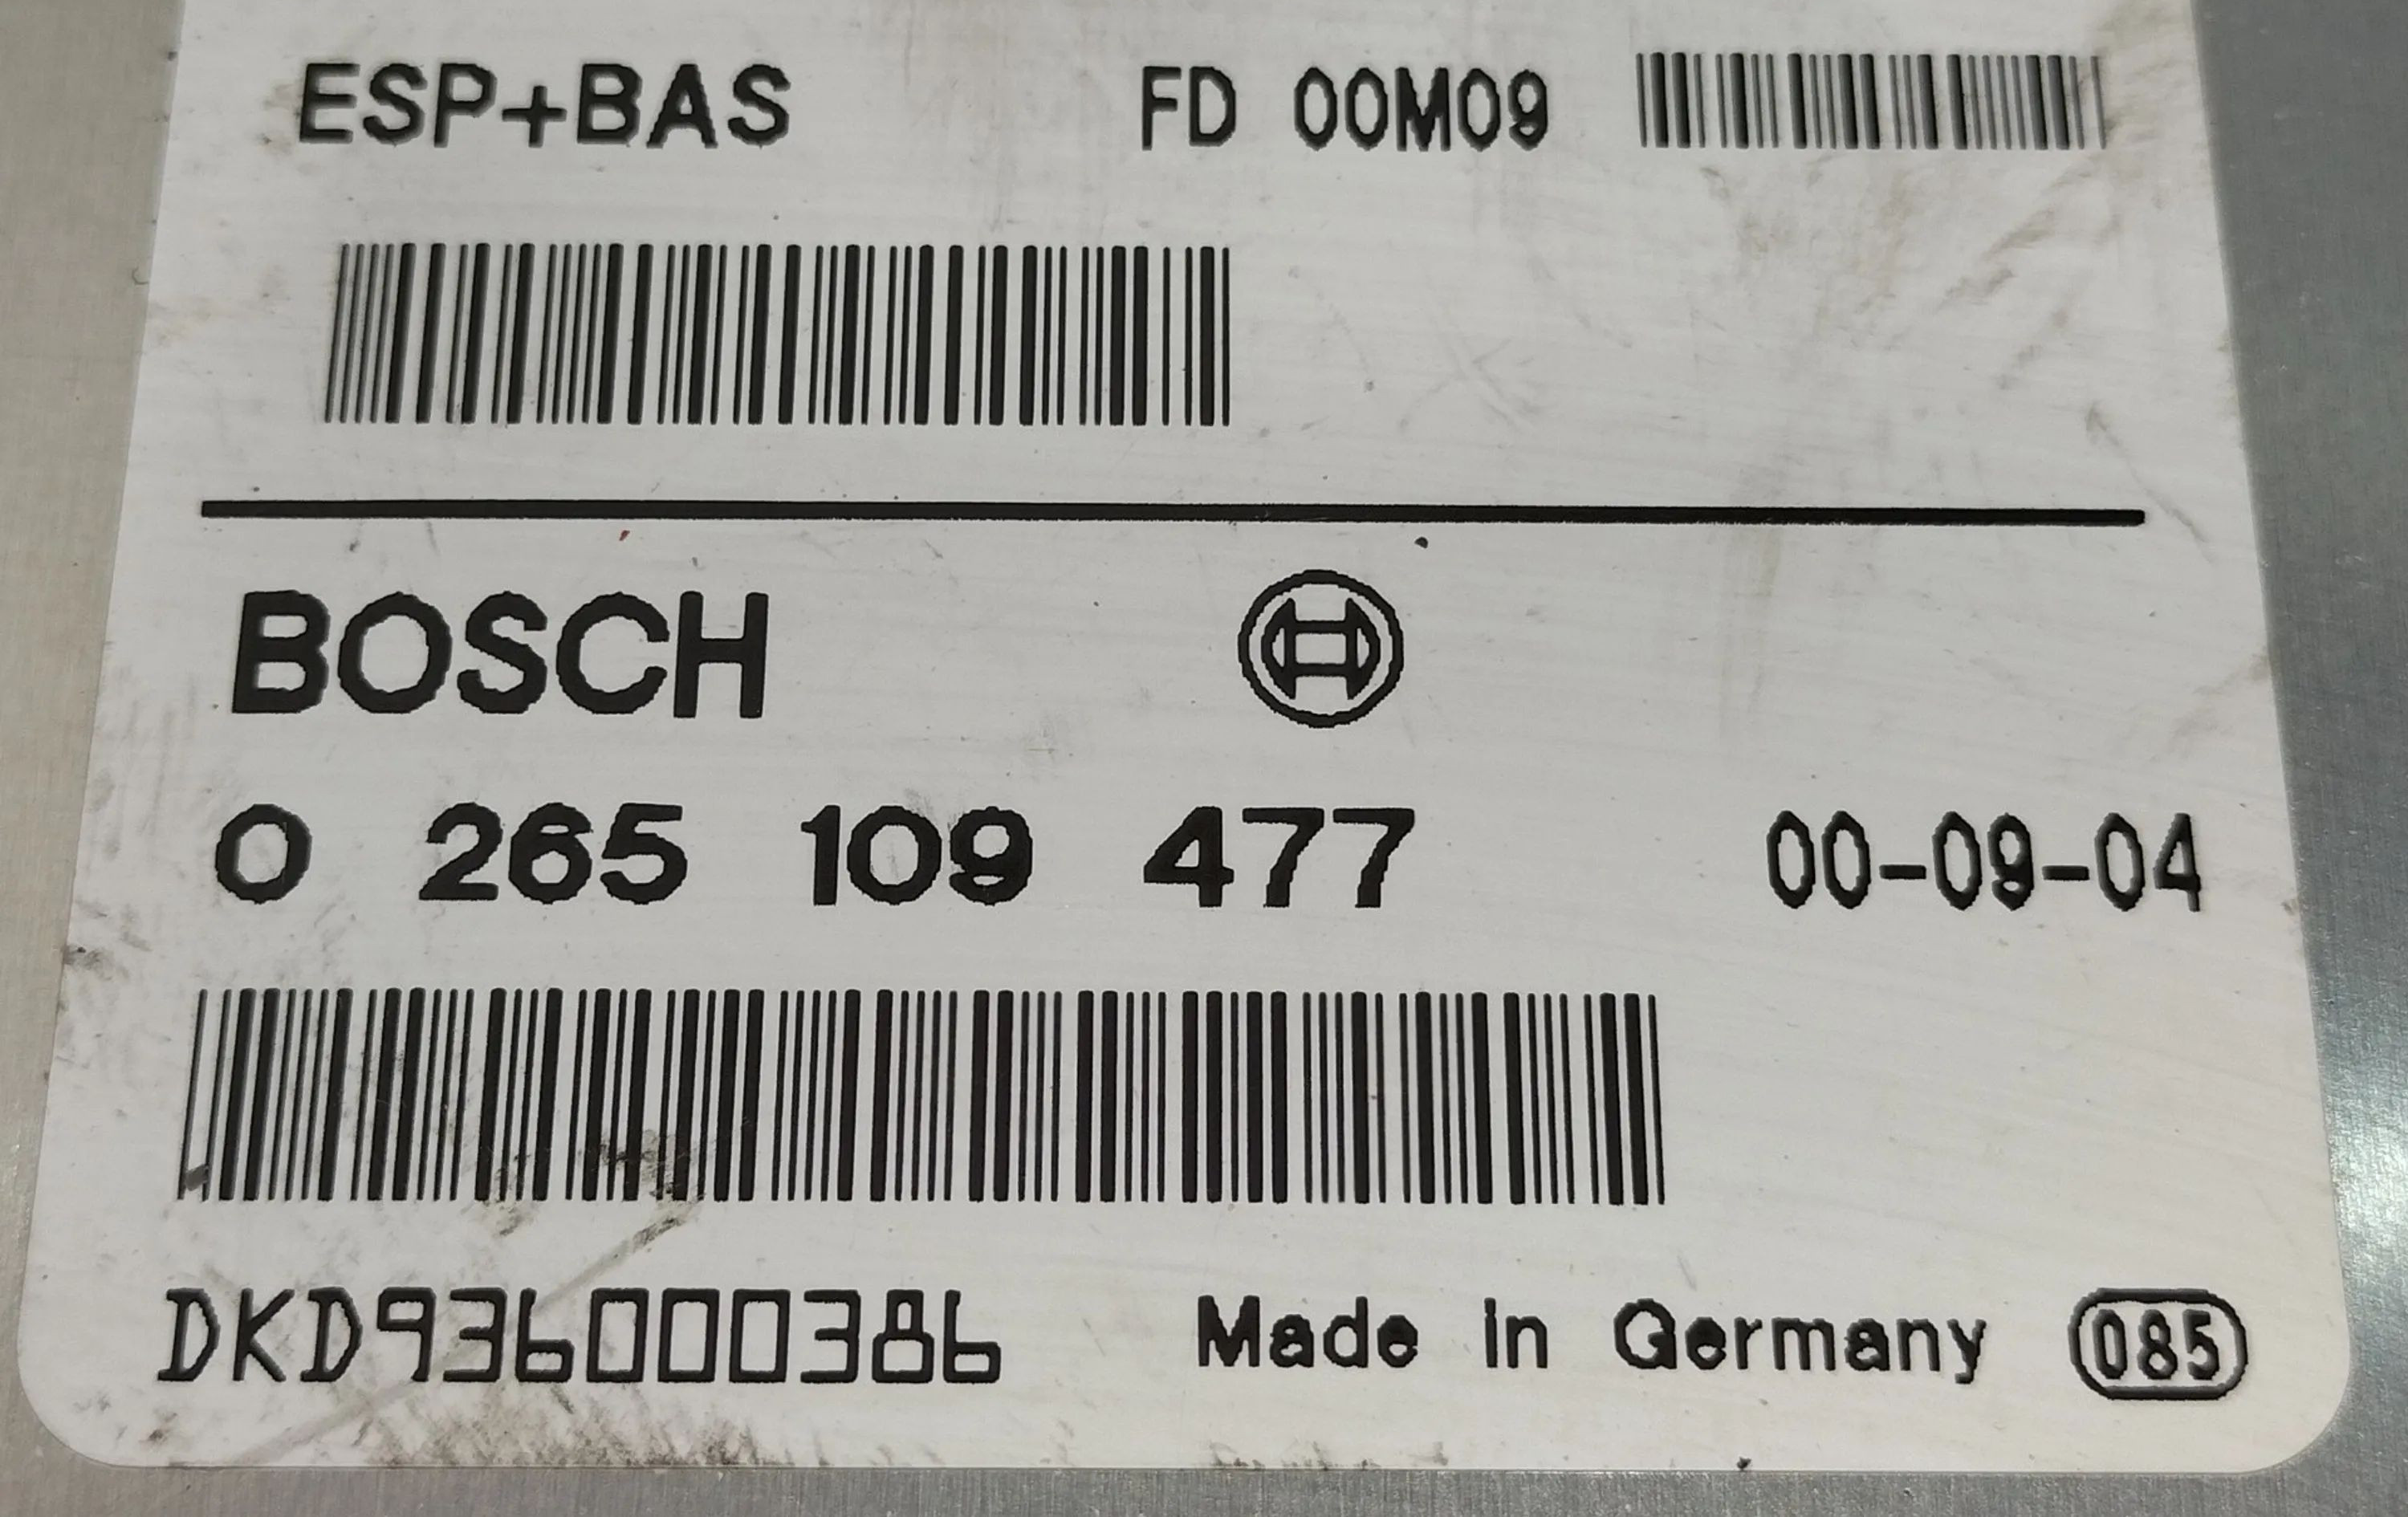 ESP+BAS FD 00M09
BOSCH
0 265 109 477 00-09-04
DKD936000386 Made in Germany 085